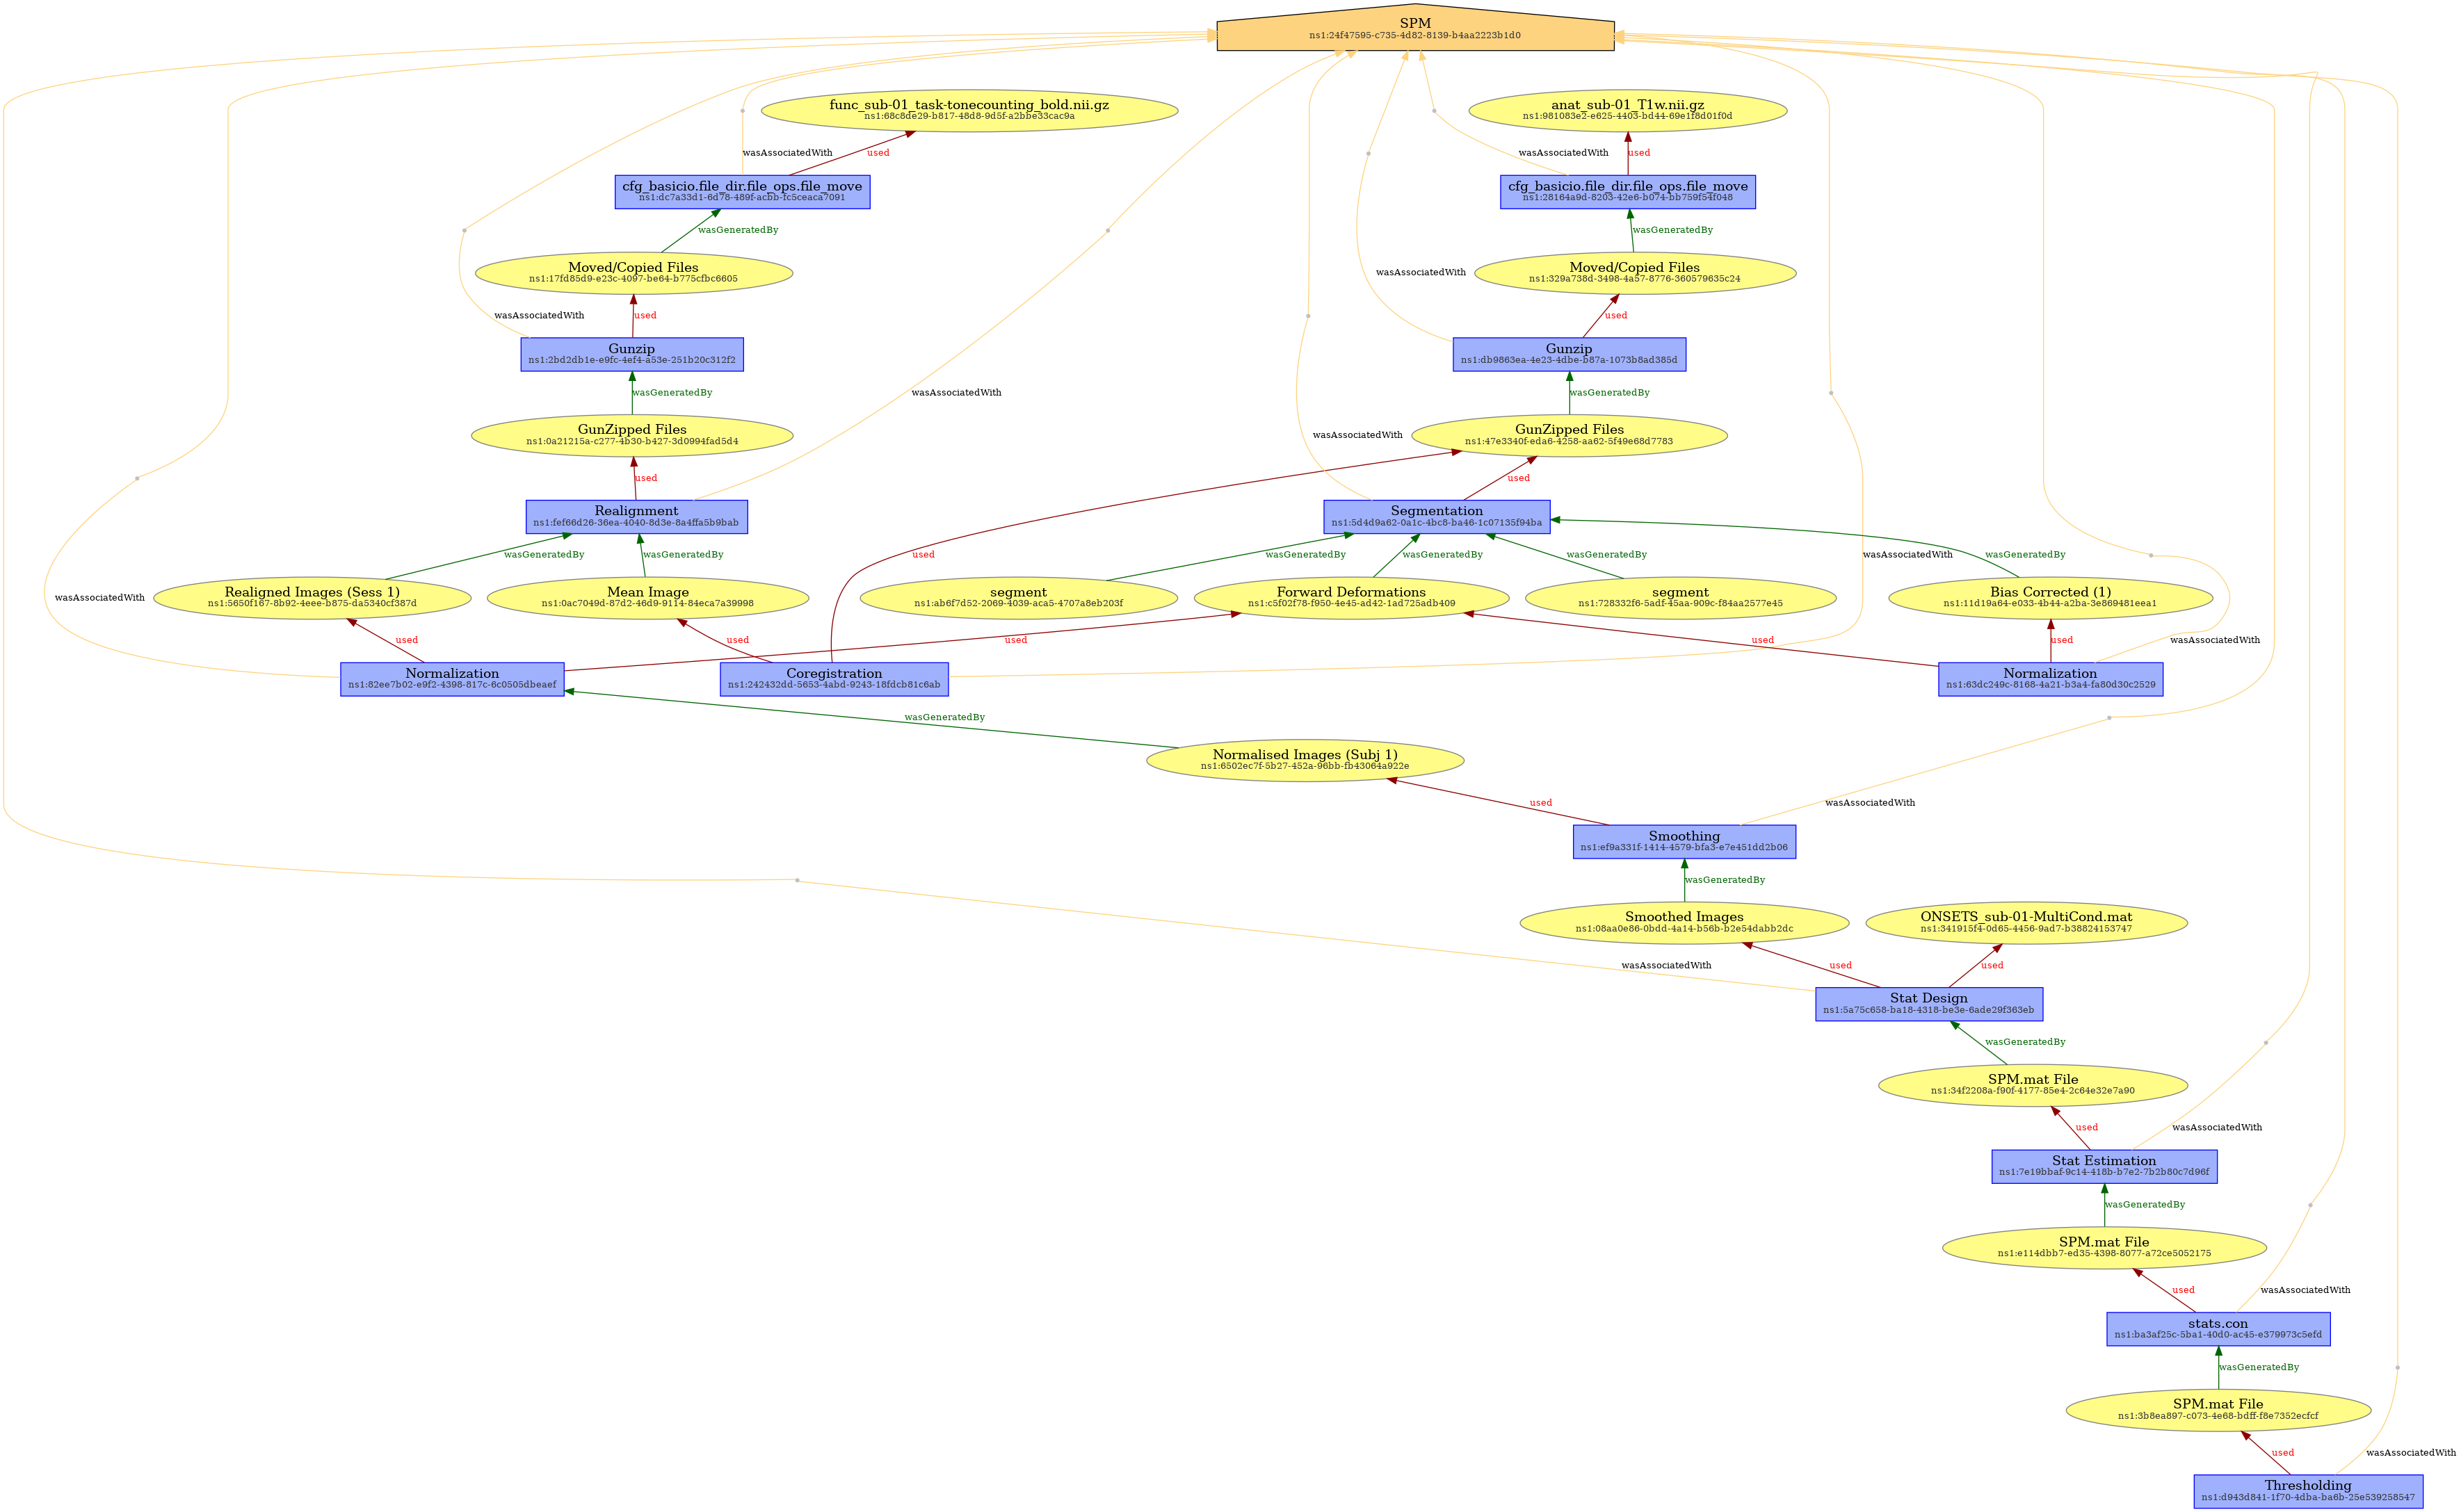 SPM
ns1:24f47595-c735-4d82-8139-b4aa2223b1d0
func_sub-01_task-tonecounting_bold.nii.gz
ns1:68c8de29-b817-48d8-9d5f-a2bbe33cac9a
anat_sub-01_T1w.nii.gz
ns1:981083e2-e625-4403-bd44-69e1f8d01f0d
wasAssociatedWith
used
wasAssociatedWith
used
cfg_basicio.file_dir.file_ops.file_move
ns1:dc7a33d1-6d78-489f-acbb-fc5ceaca7091
cfg_basicio.file_dir.file_ops.file_move
ns1:28164a9d-8203-42e6-b074-bb759f54f048
wasGeneratedBy
wasGeneratedBy
Moved/Copied Files
ns1:17fd85d9-e23c-4097-be64-b775cfbc6605
wasAssociatedWith
Moved/Copied Files
ns1:329a738d-3498-4a57-8776-360579635c24
wasAssociatedWith
used
used
Gunzip
ns1:2bd2db1e-e9fc-4ef4-a53e-251b20c312f2
Gunzip
ns1:db9863ea-4e23-4dbe-b87a-1073b8ad385d
wasGeneratedBy
wasAssociatedWith
wasGeneratedBy
GunZipped Files
ns1:0a21215a-c277-4b30-b427-3d0994fad5d4
wasAssociatedWith
GunZipped Files
ns1:47e3340f-eda6-4258-aa62-5f49e68d7783
used
used
Realignment
ns1:fef66d26-36ea-4040-8d3e-8a4ffa5b9bab
Segmentation
ns1:5d4d9a62-0a1c-4bc8-ba46-1c07135f94ba
wasGeneratedBy
wasGeneratedBy
used
wasGeneratedBy
wasGeneratedBy
wasGeneratedBy
wasAssociatedWith
wasGeneratedBy
wasAssociatedWith
Realigned Images (Sess 1)
ns1:5650f167-8b92-4eee-b875-da5340cf387d
Mean Image
ns1:0ac7049d-87d2-46d9-9114-84eca7a39998
segment
ns1:ab6f7d52-2069-4039-aca5-4707a8eb203f
Forward Deformations
ns1:c5f02f78-f950-4e45-ad42-1ad725adb409
segment
ns1:728332f6-5adf-45aa-909c-f84aa2577e45
Bias Corrected (1)
ns1:11d19a64-e033-4b44-a2ba-3e869481eea1
used
used
used
used
used
wasAssociatedWith
Normalization
ns1:82ee7b02-e9f2-4398-817c-6c0505dbeaef
Coregistration
ns1:242432dd-5653-4abd-9243-18fdcb81c6ab
Normalization
ns1:63dc249c-8168-4a21-b3a4-fa80d30c2529
wasGeneratedBy
Normalised Images (Subj 1)
ns1:6502ec7f-5b27-452a-96bb-fb43064a922e
used
wasAssociatedWith
Smoothing
ns1:ef9a331f-1414-4579-bfa3-e7e451dd2b06
wasGeneratedBy
Smoothed Images
ns1:08aa0e86-0bdd-4a14-b56b-b2e54dabb2dc
ONSETS_sub-01-MultiCond.mat
ns1:341915f4-0d65-4456-9ad7-b38824153747
wasAssociatedWith
used
used
Stat Design
ns1:5a75c658-ba18-4318-be3e-6ade29f363eb
wasGeneratedBy
SPM.mat File
ns1:34f2208a-f90f-4177-85e4-2c64e32e7a90
used
wasAssociatedWith
Stat Estimation
ns1:7e19bbaf-9c14-418b-b7e2-7b2b80c7d96f
wasGeneratedBy
SPM.mat File
ns1:e114dbb7-ed35-4398-8077-a72ce5052175
used
wasAssociatedWith
stats.con
ns1:ba3af25c-5ba1-40d0-ac45-e379973c5efd
wasGeneratedBy
SPM.mat File
ns1:3b8ea897-c073-4e68-bdff-f8e7352ecfcf
used
wasAssociatedWith
Thresholding
ns1:d943d841-1f70-4dba-ba6b-25e539258547